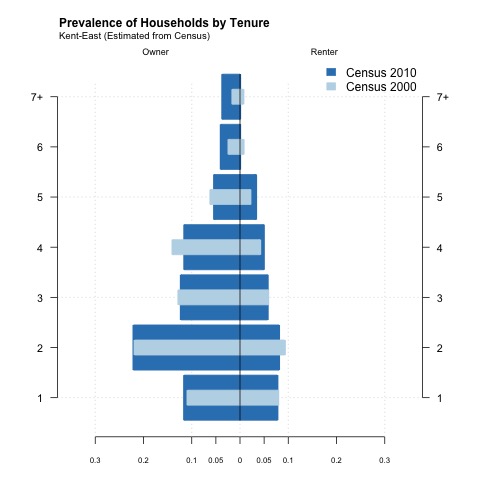 Prevalence of Households by Tenure
Kent-East (Estimated from Census)
Owner Renter
Census 2010
Census 2000
7+ 7+
6 6
5 5
4 4
3 3
2 2
1 1
0.3 0.2 0.1 0.05 0 0.05 0.1 0.2 0.3